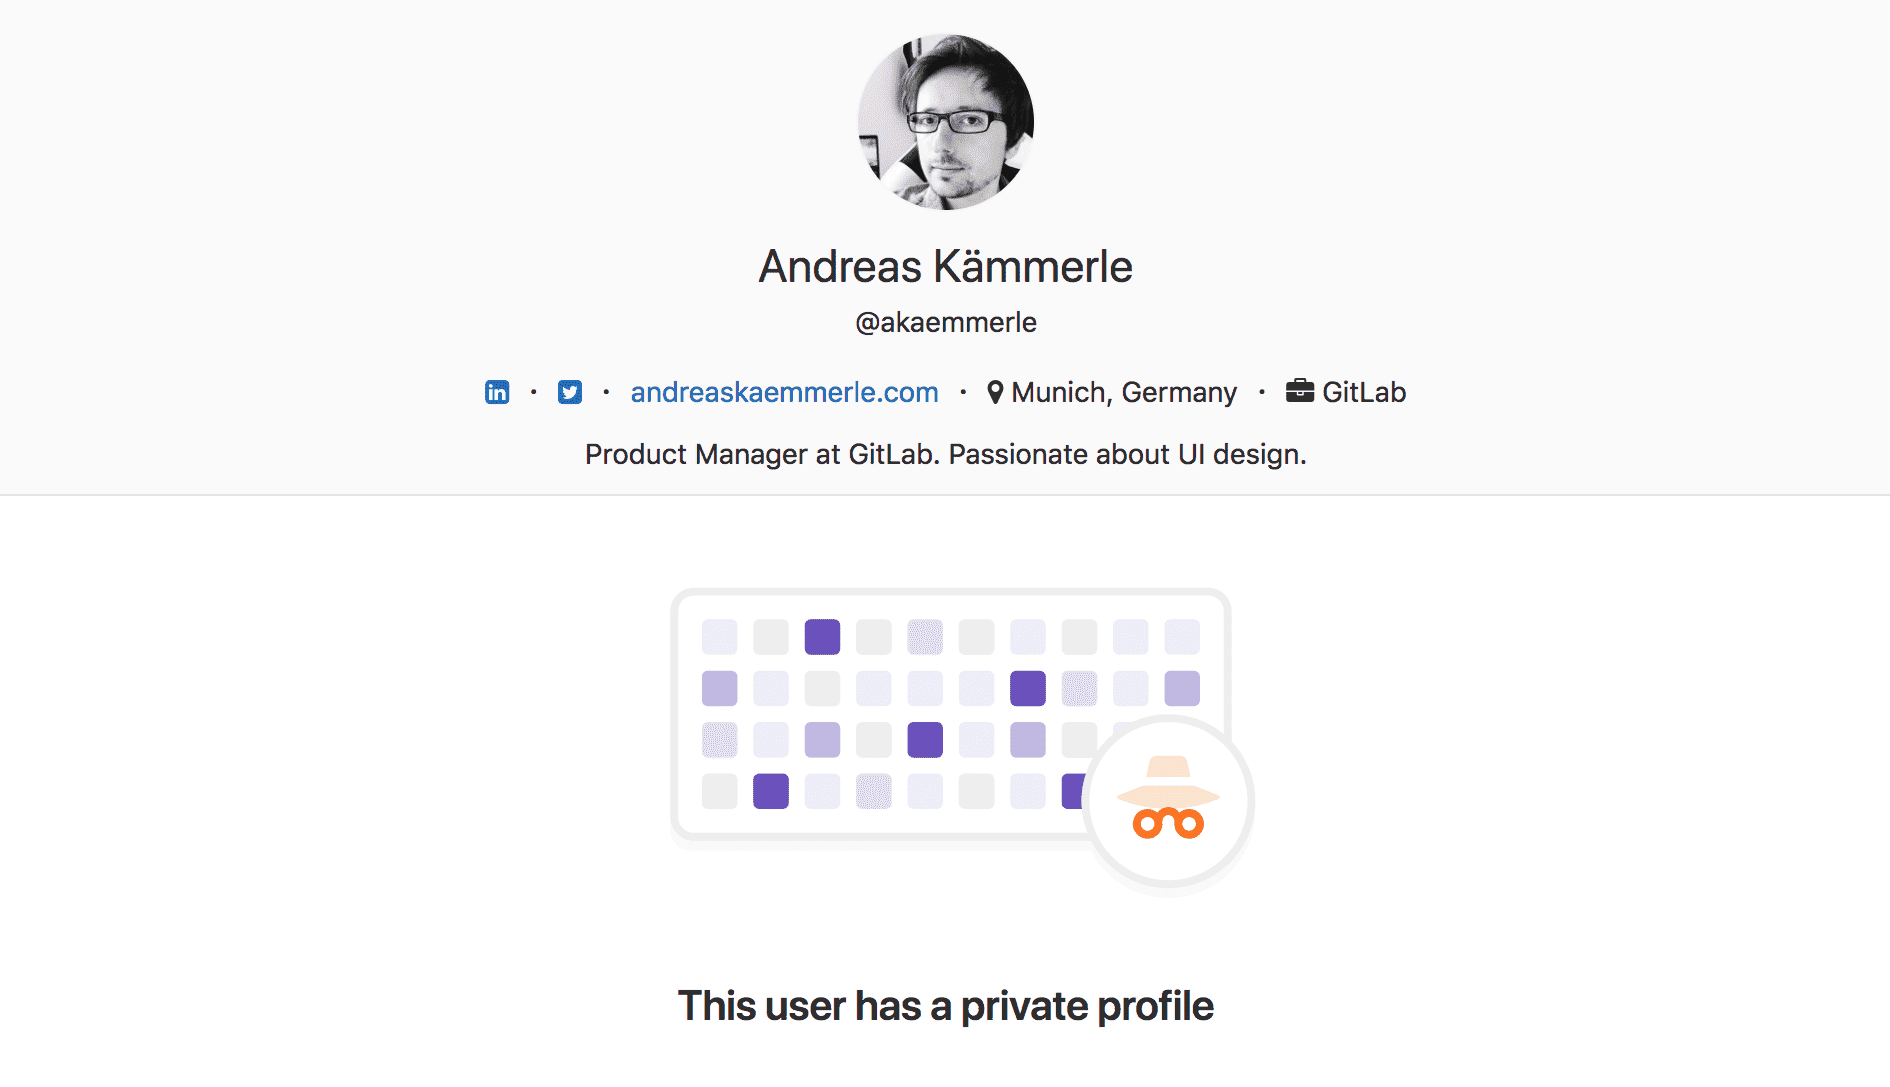 Andreas Kämmerle
@akaemmerle
in · · andreaskaemmerle.com · Munich, Germany · GitLab
Product Manager at GitLab. Passionate about UI design.
This user has a private profile